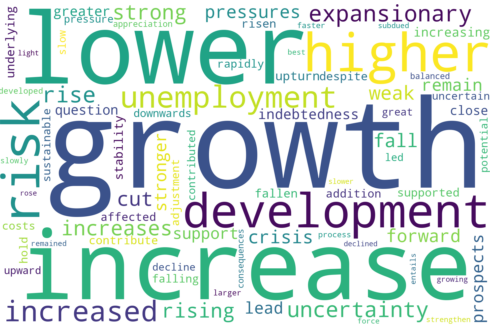 underlying
greater
pressure
strong
pressures
risen
appreciation
faster
subdued
expansionary
light
slow
lower
rapidly
best
higher
increasing
developed
rise
upturn
despite
balanced
remain
uncertain
unemployment
weak
risk
question
downwards
indebtedness
great
close
sustainable
stability
growth
contributed
stronger
adjustment
fall
led
potential
slowly
rose
cut
fallen
slower
addition
supported
affected
development
costs
increases
support
crisis
process
declined
forward
hold
contribute
remained
upward
decline
falling
consequences
increase
entails
growing
prospects
larger
increased
rising
lead
uncertainty
force
strengthen